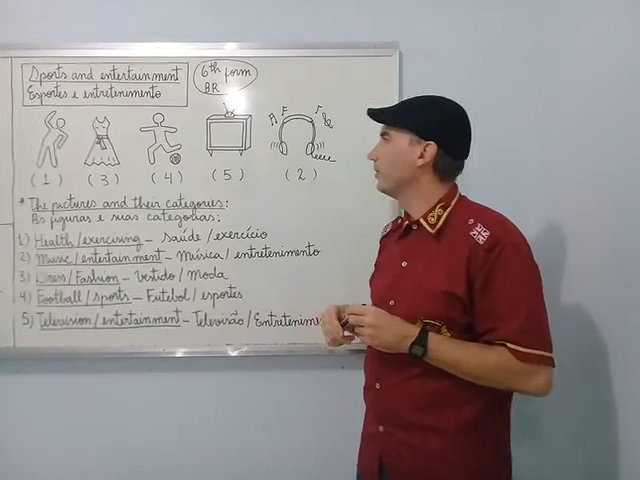 Sports and entertainment
Esportes e entretenimento
6th form
BR
(1) (3) (4) (5) (2)
* The pictures and their categories:
As figuras e suas categorias:
1) Health/exercising – saúde/exercício
2) Music/entertainment – Música/entretenimento
3) Dress/Fashion – Vestido/Moda
4) Football/sports – Futebol/esportes
5) Television/entertainment – Televisão/Entretenime